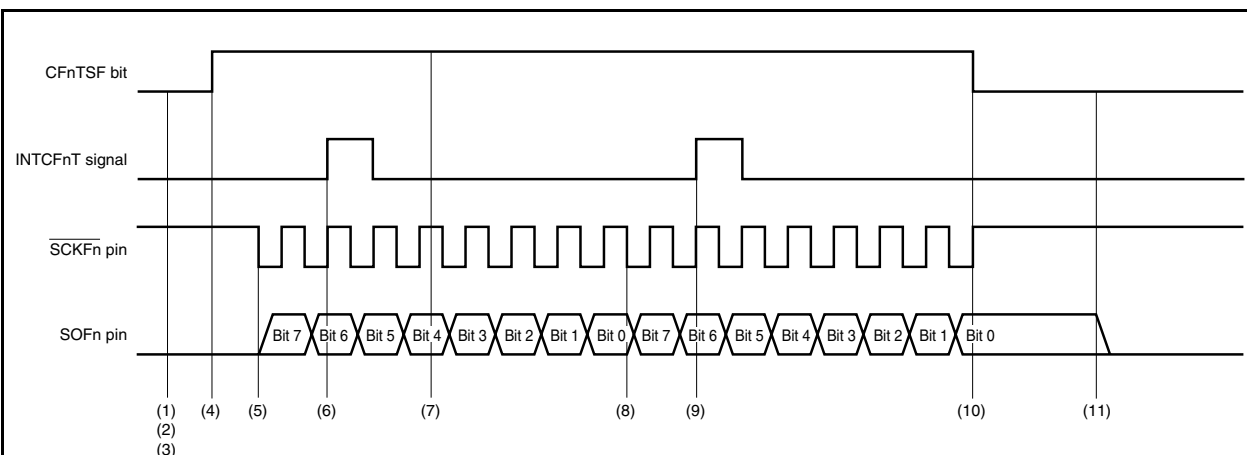 CFnTSF bit
INTCFnT signal
SCKFn pin
SOFn pin
Bit 7 Bit 6 Bit 5 Bit 4 Bit 3 Bit 2 Bit 1 Bit 0 Bit 7 Bit 6 Bit 5 Bit 4 Bit 3 Bit 2 Bit 1 Bit 0
(1) (4) (5) (6) (7) (8) (9) (10) (11)
(2)
(3)